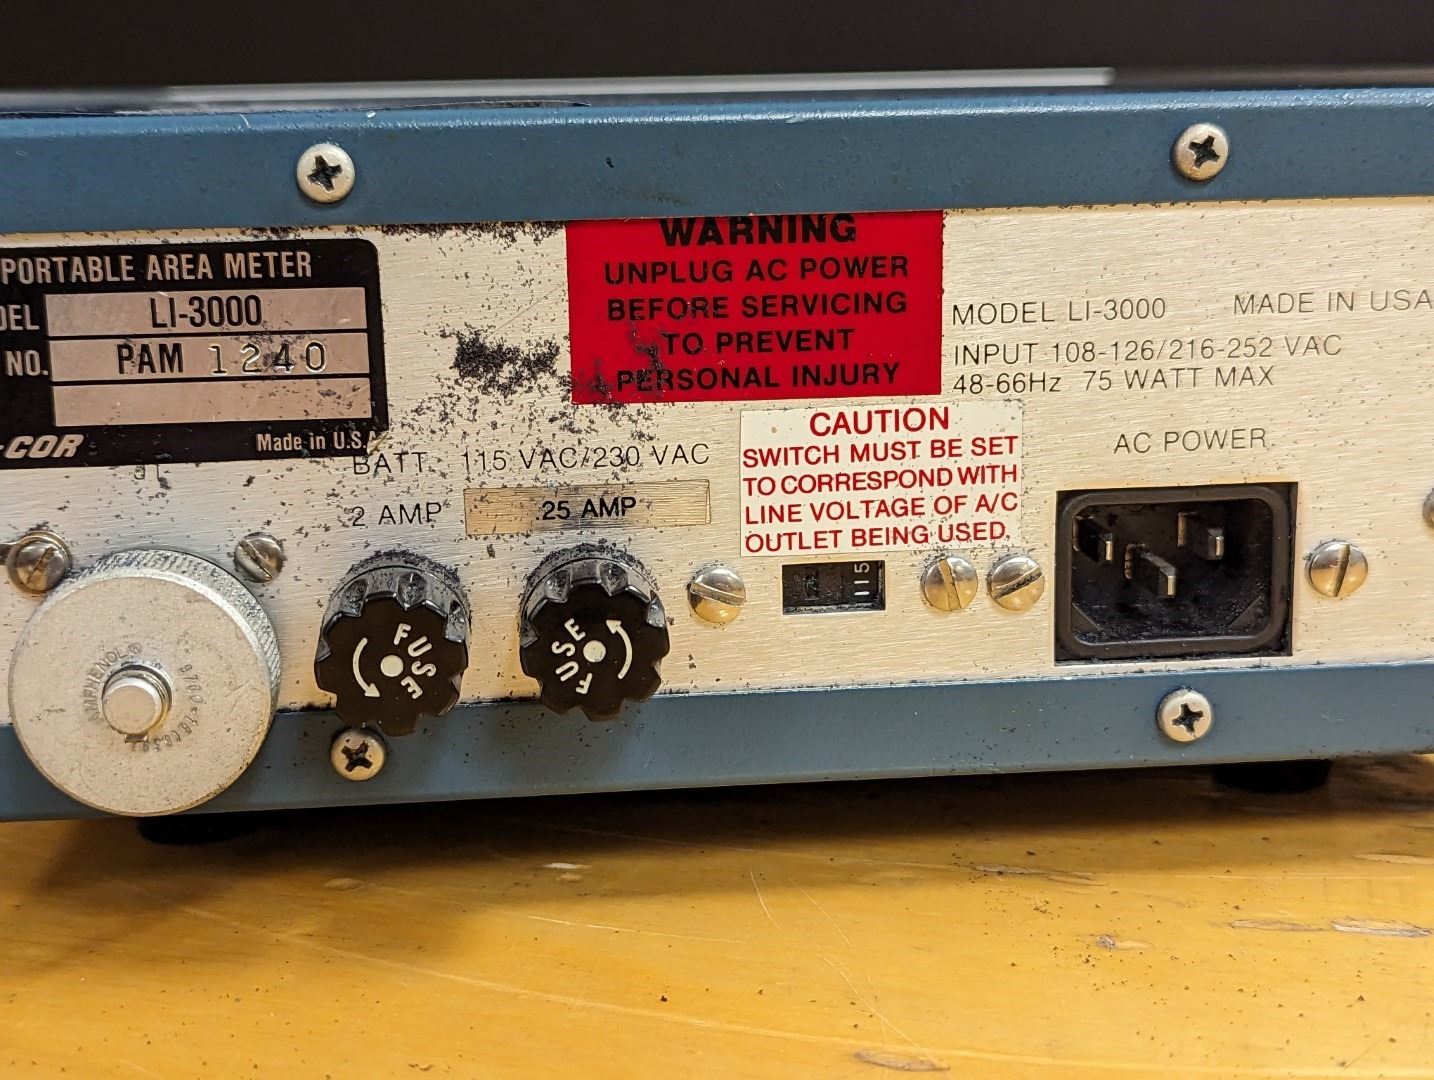 PORTABLE AREA METER
DEL LI-3000
NO. PAM 1240
-COR Made in U.S.A.
WARNING
UNPLUG AC POWER
BEFORE SERVICING
TO PREVENT
PERSONAL INJURY
MODEL LI-3000 MADE IN USA
INPUT 108-126/216-252 VAC
48-66Hz 75 WATT MAX
BATT 115 VAC/230 VAC
2 AMP .25 AMP
CAUTION
SWITCH MUST BE SET
TO CORRESPOND WITH
LINE VOLTAGE OF A/C
OUTLET BEING USED.
AC POWER
115
FUSE
FUSE
AMPHENOL®